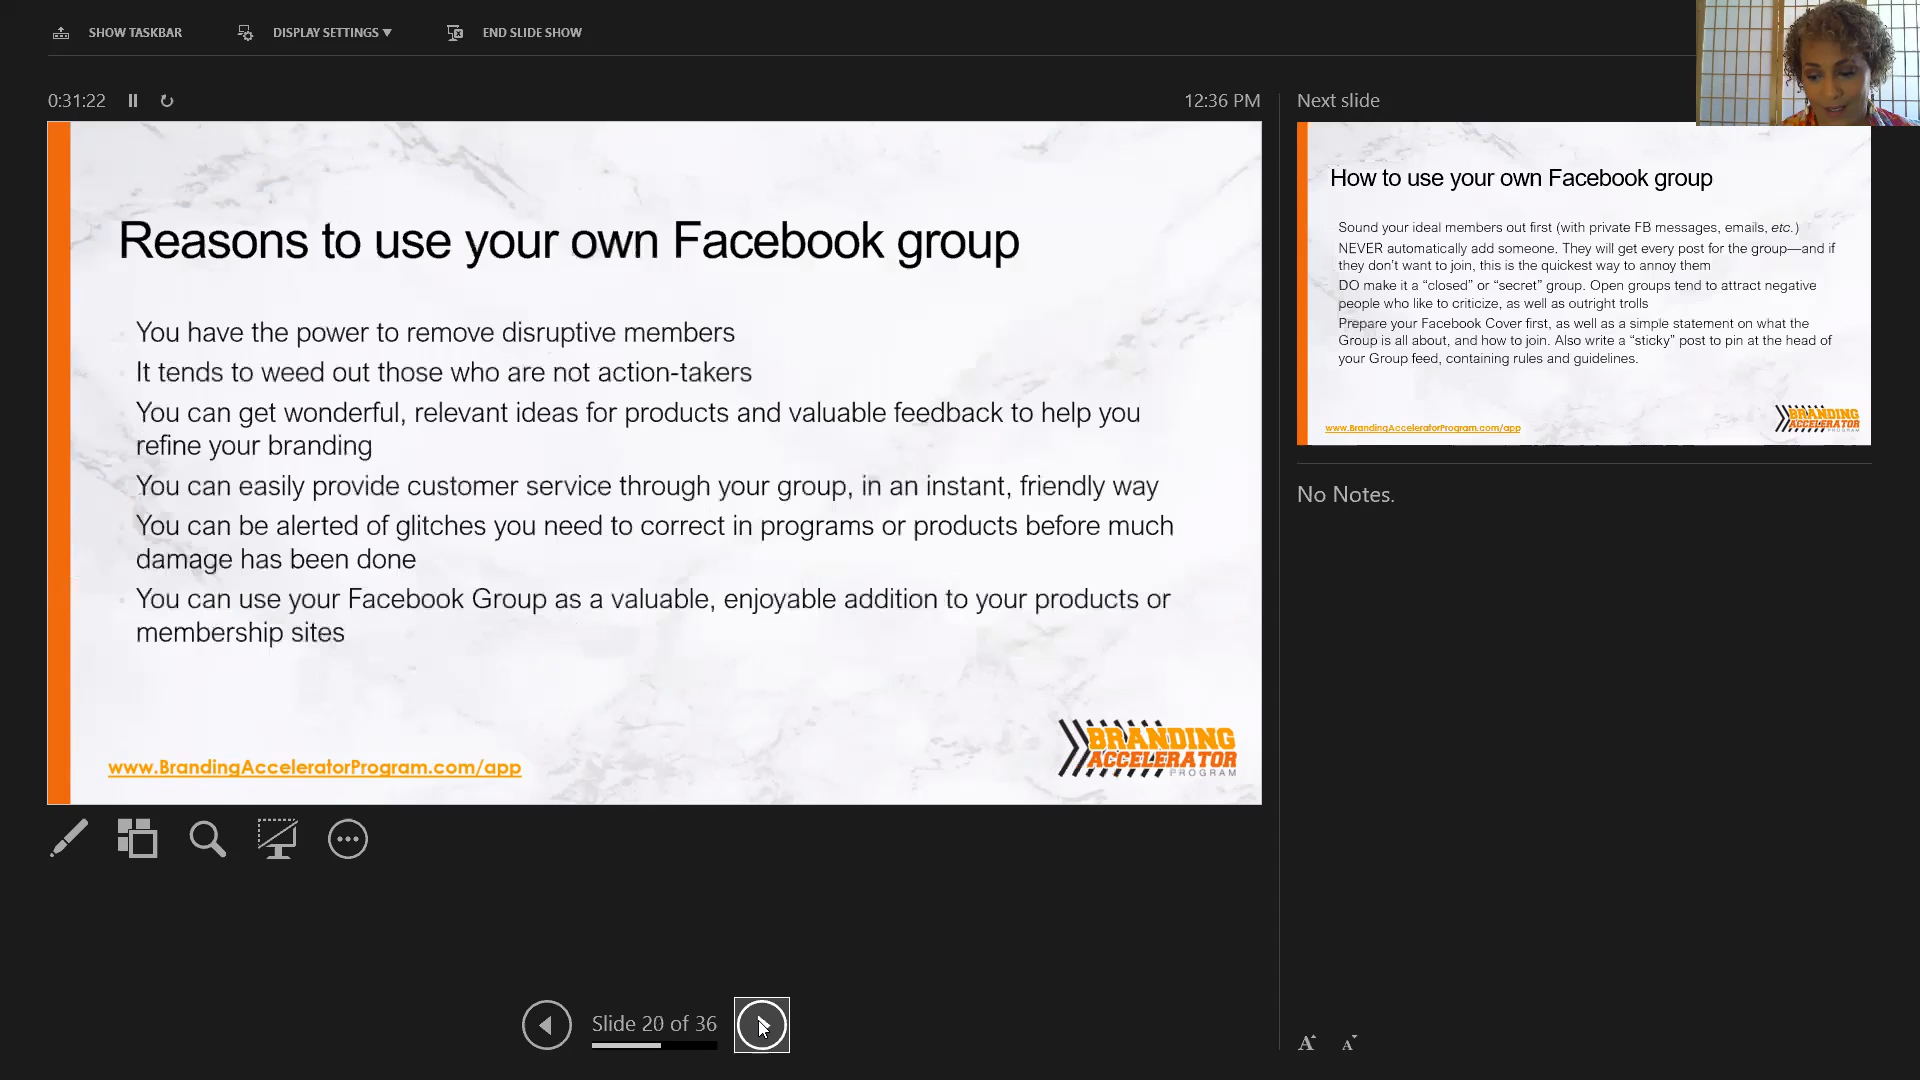 SHOW TASKBAR
DISPLAY SETTINGS ▼
END SLIDE SHOW
0:31:22
12:36 PM
Reasons to use your own Facebook group
You have the power to remove disruptive members
It tends to weed out those who are not action-takers
You can get wonderful, relevant ideas for products and valuable feedback to help you
refine your branding
You can easily provide customer service through your group, in an instant, friendly way
You can be alerted of glitches you need to correct in programs or products before much
damage has been done
You can use your Facebook Group as a valuable, enjoyable addition to your products or
membership sites
www.BrandingAcceleratorProgram.com/app
BRANDING
ACCELERATOR
PROGRAM
Slide 20 of 36
Next slide
How to use your own Facebook group
Sound your ideal members out first (with private FB messages, emails, etc.)
NEVER automatically add someone. They will get every post for the group—and if
they don't want to join, this is the quickest way to annoy them
DO make it a “closed” or “secret” group. Open groups tend to attract negative
people who like to criticize, as well as outright trolls
Prepare your Facebook Cover first, as well as a simple statement on what the
Group is all about, and how to join. Also write a “sticky” post to pin at the head of
your Group feed, containing rules and guidelines.
www.BrandingAcceleratorProgram.com/app
BRANDING
ACCELERATOR
PROGRAM
No Notes.
A A